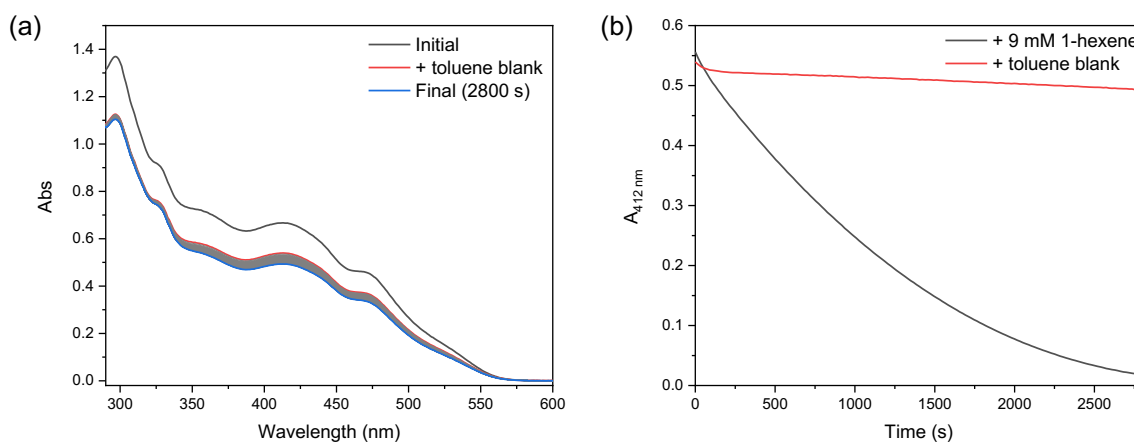 (a)
Initial
+ toluene blank
Final (2800 s)
Abs
1.4
1.2
1.0
0.8
0.6
0.4
0.2
0.0
300 350 400 450 500 550 600
Wavelength (nm)
(b)
+ 9 mM 1-hexene
+ toluene blank
A412 nm
0.6
0.5
0.4
0.3
0.2
0.1
0.0
0 500 1000 1500 2000 2500
Time (s)